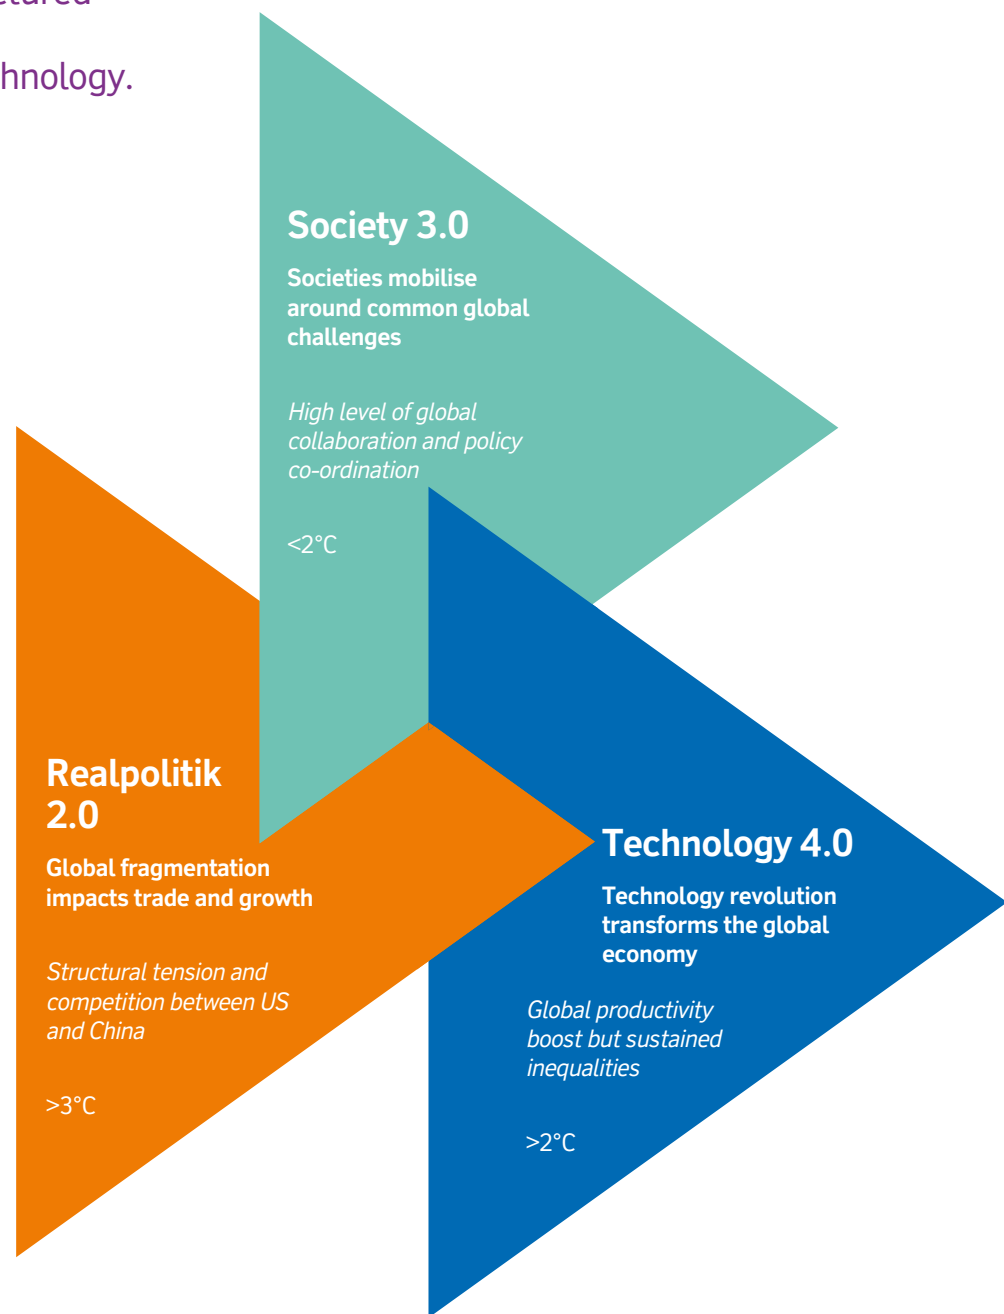 hnology.
Society 3.0
Societies mobilise
around common global
challenges
High level of global
collaboration and policy
co-ordination
<2°C
Realpolitik
2.0
Global fragmentation
impacts trade and growth
Structural tension and
competition between US
and China
>3°C
Technology 4.0
Technology revolution
transforms the global
economy
Global productivity
boost but sustained
inequalities
>2°C